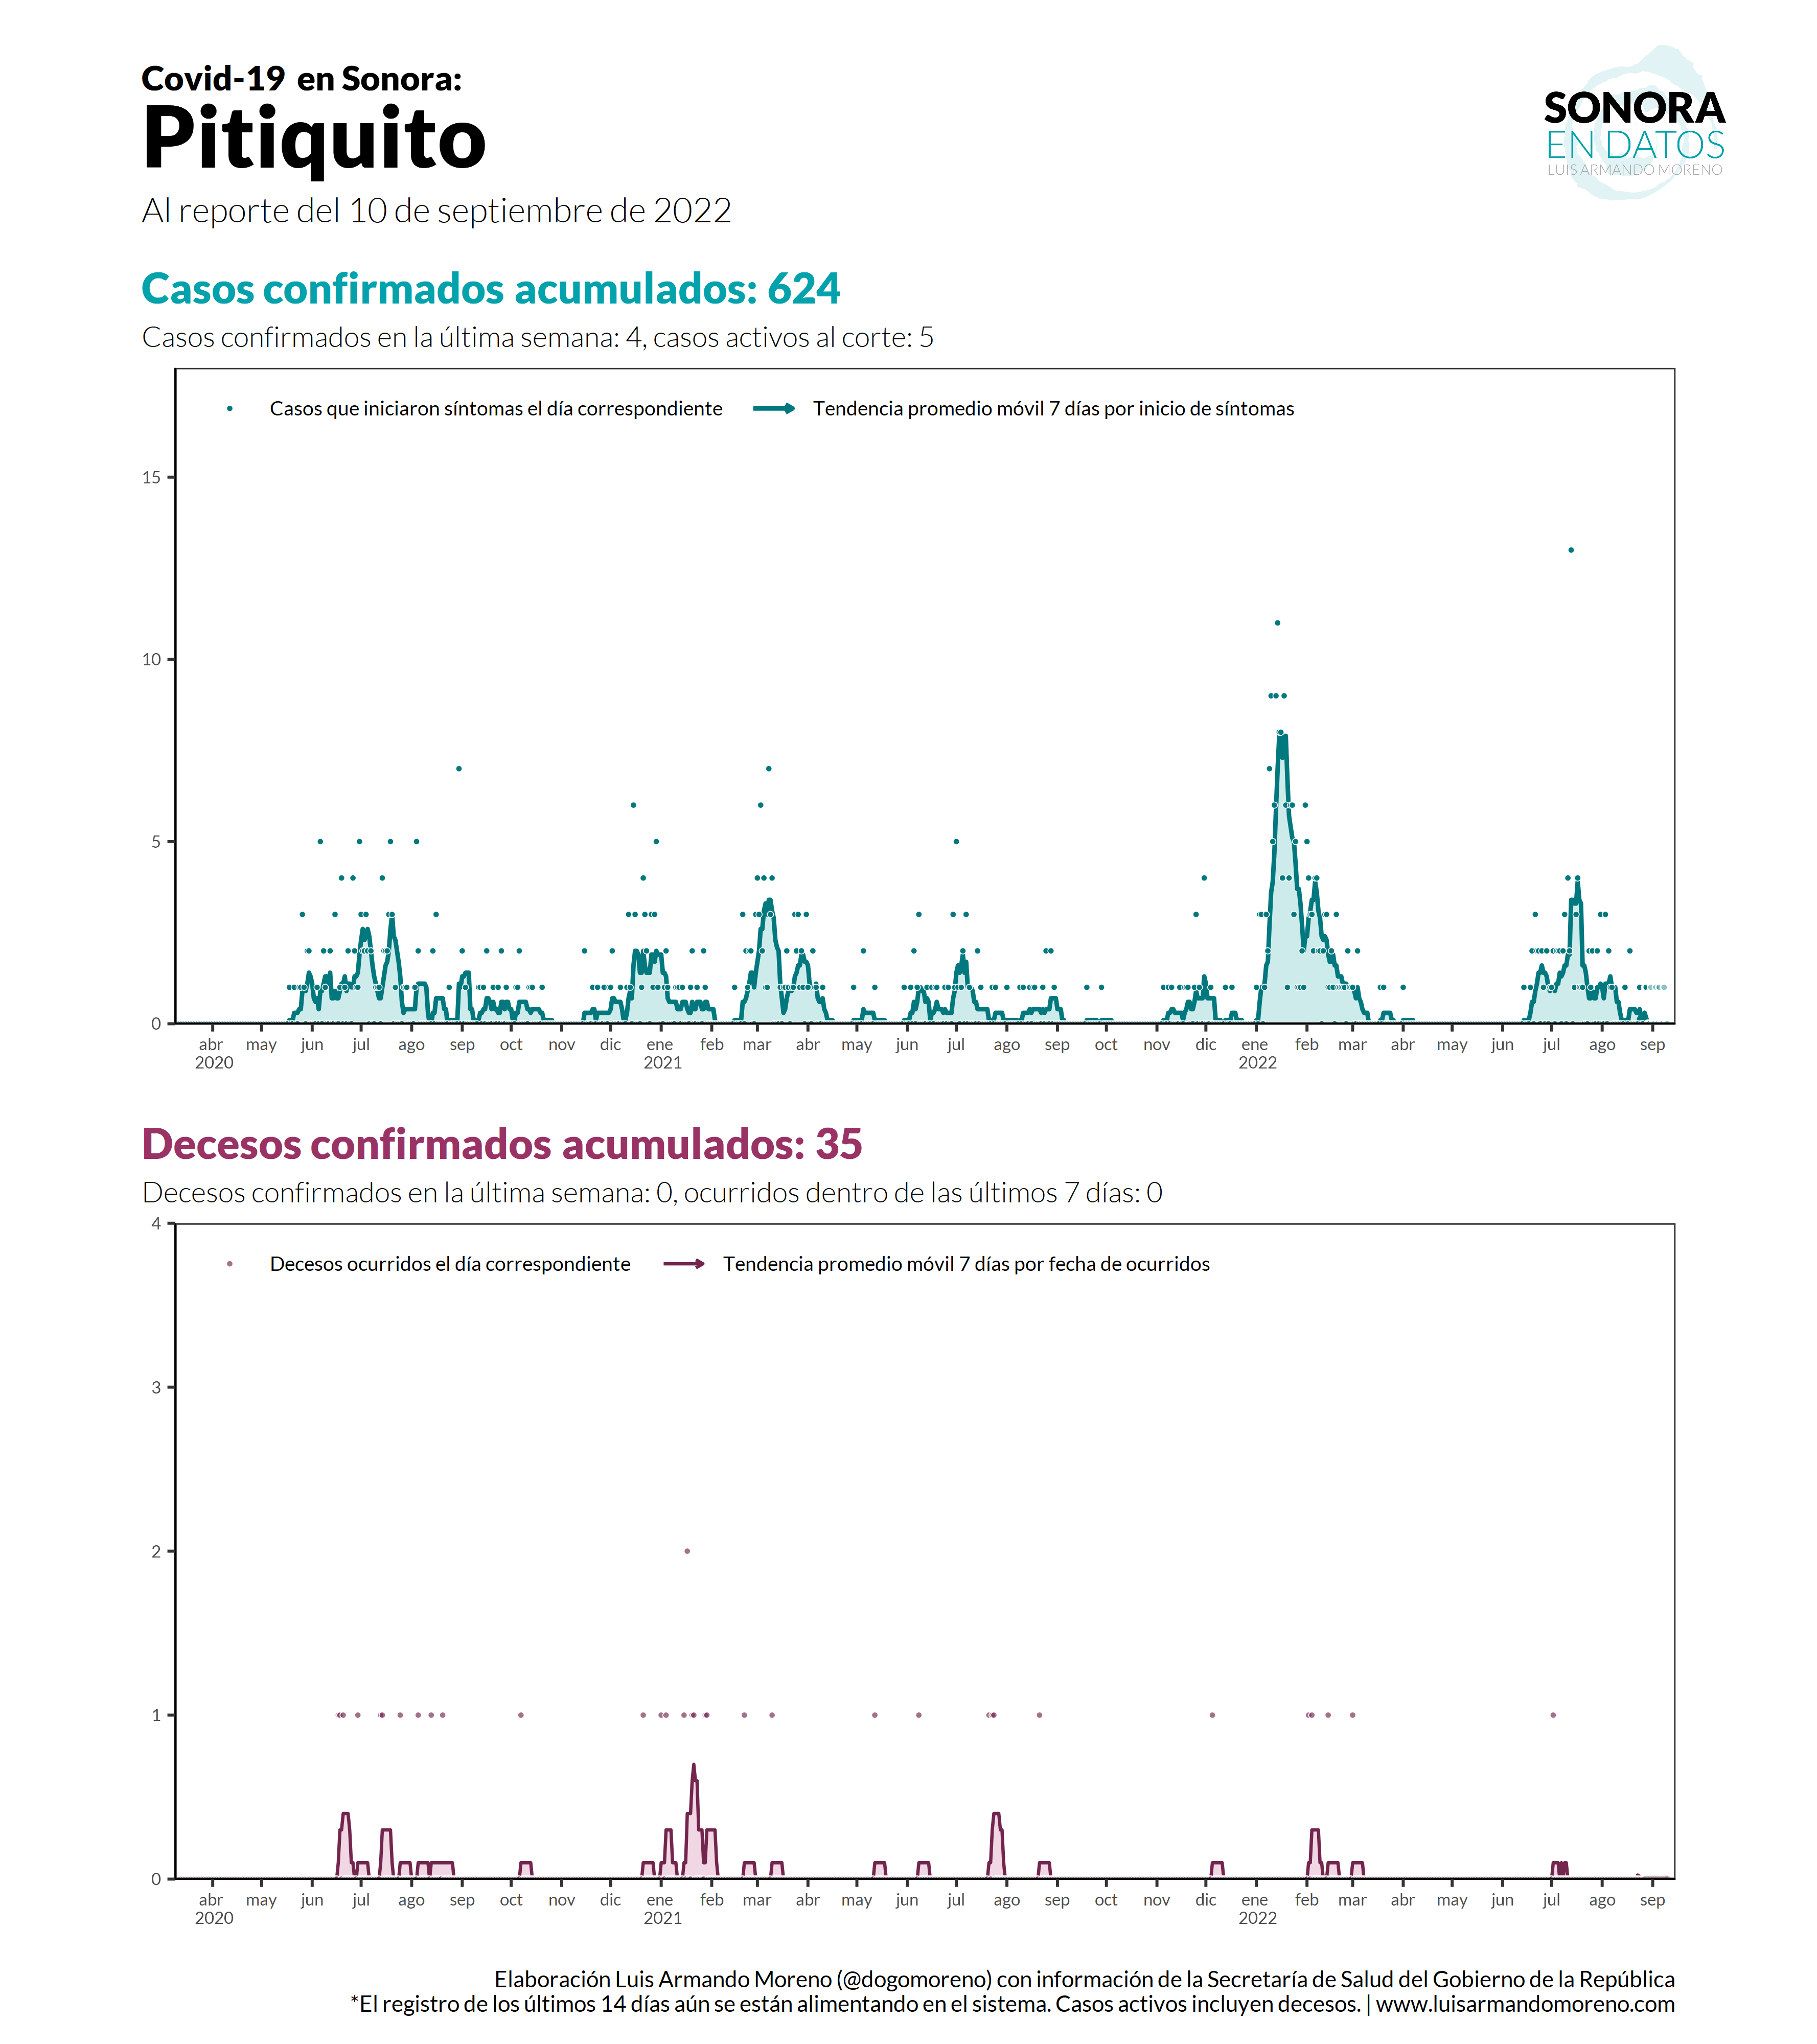 Covid-19 en Sonora:
Pitiquito
Al reporte del 10 de septiembre de 2022
SONORA
EN DATOS
LUIS ARMANDO MORENO
Casos confirmados acumulados: 624
Casos confirmados en la última semana: 4, casos activos al corte: 5
Casos que iniciaron síntomas el día correspondiente
Tendencia promedio móvil 7 días por inicio de síntomas
15
10
5
0
abr may jun jul ago sep oct nov dic ene feb mar abr may jun jul ago sep oct nov dic ene feb mar abr may jun jul ago sep
2020 2021 2022
Decesos confirmados acumulados: 35
Decesos confirmados en la última semana: 0, ocurridos dentro de las últimos 7 días: 0
4
Decesos ocurridos el día correspondiente
Tendencia promedio móvil 7 días por fecha de ocurridos
3
2
1
0
abr may jun jul ago sep oct nov dic ene feb mar abr may jun jul ago sep oct nov dic ene feb mar abr may jun jul ago sep
2020 2021 2022
Elaboración Luis Armando Moreno (@dogomoreno) con información de la Secretaría de Salud del Gobierno de la República
*El registro de los últimos 14 días aún se están alimentando en el sistema. Casos activos incluyen decesos. | www.luisarmandomoreno.com